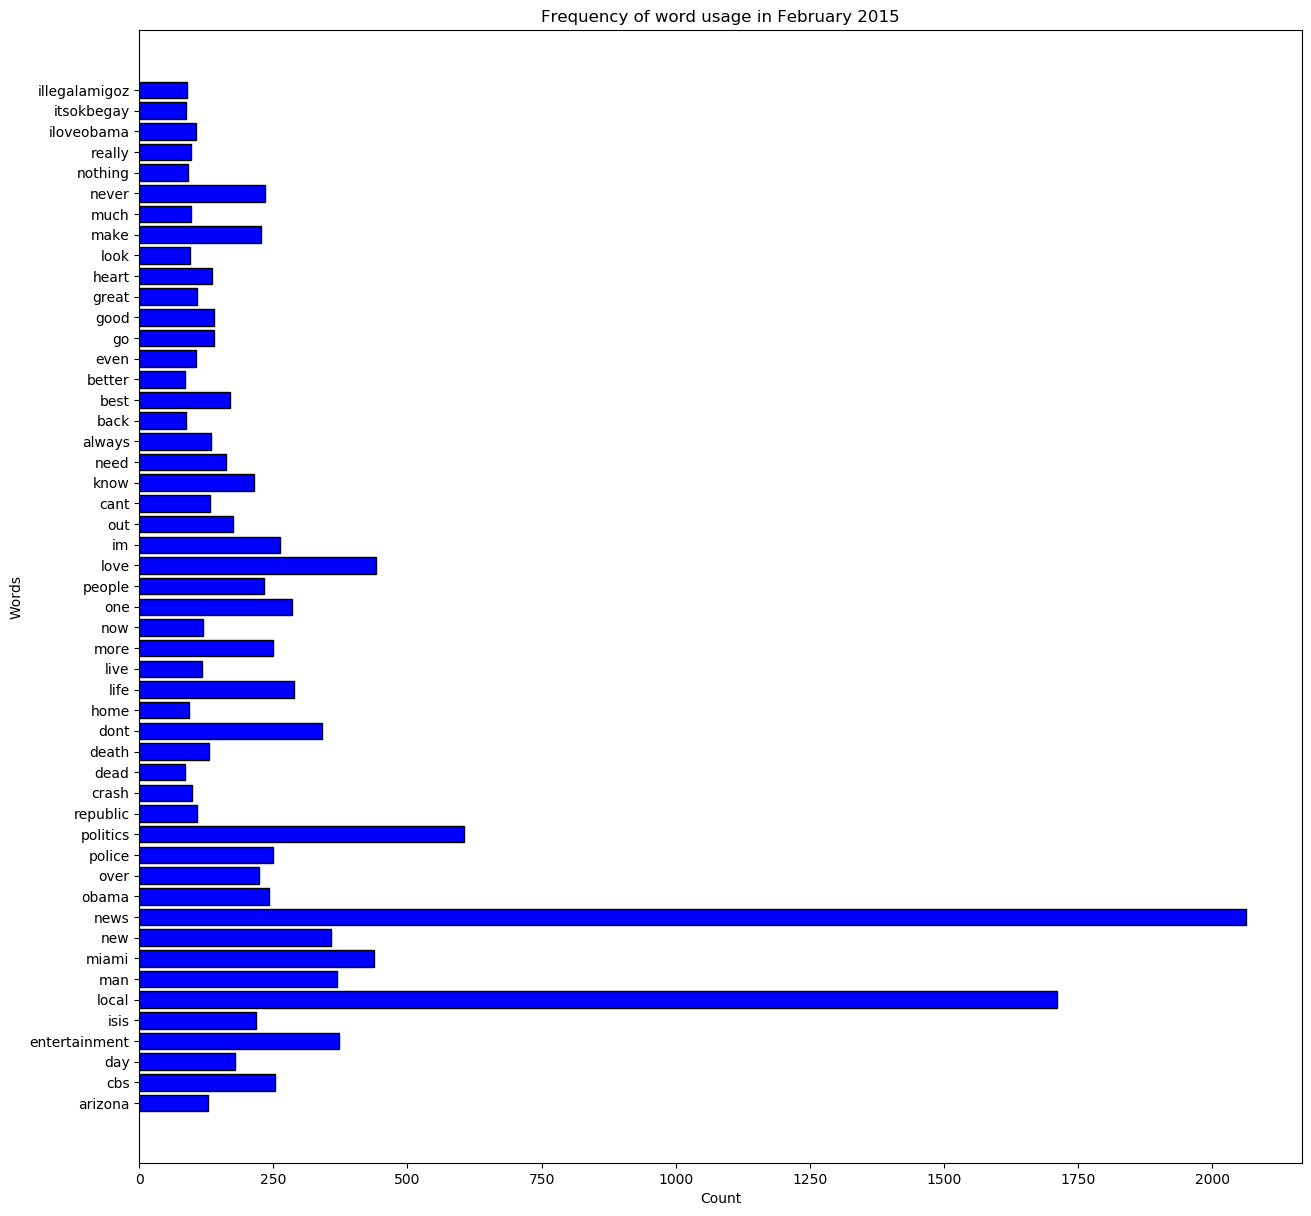 Frequency of word usage in February 2015
illegalamigoz
itsokbegay
iloveobama
really
nothing
never
much
make
look
heart
great
good
go
even
better
best
back
always
need
know
cant
out
im
love
people
one
now
more
live
life
home
dont
death
dead
crash
republic
politics
police
over
obama
news
new
miami
man
local
isis
entertainment
day
cbs
arizona
Words
0 250 500 750 1000 1250 1500 1750 2000
Count